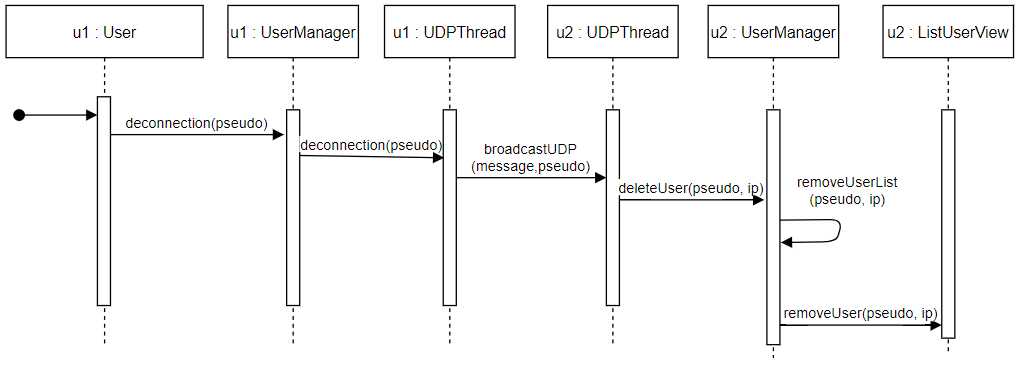 u1 : User
u1 : UserManager
u1 : UDPThread
u2 : UDPThread
u2 : UserManager
u2 : ListUserView
deconnection(pseudo)
deconnection(pseudo)
broadcastUDP
(message,pseudo)
deleteUser(pseudo, ip)
removeUserList
(pseudo, ip)
removeUser(pseudo, ip)